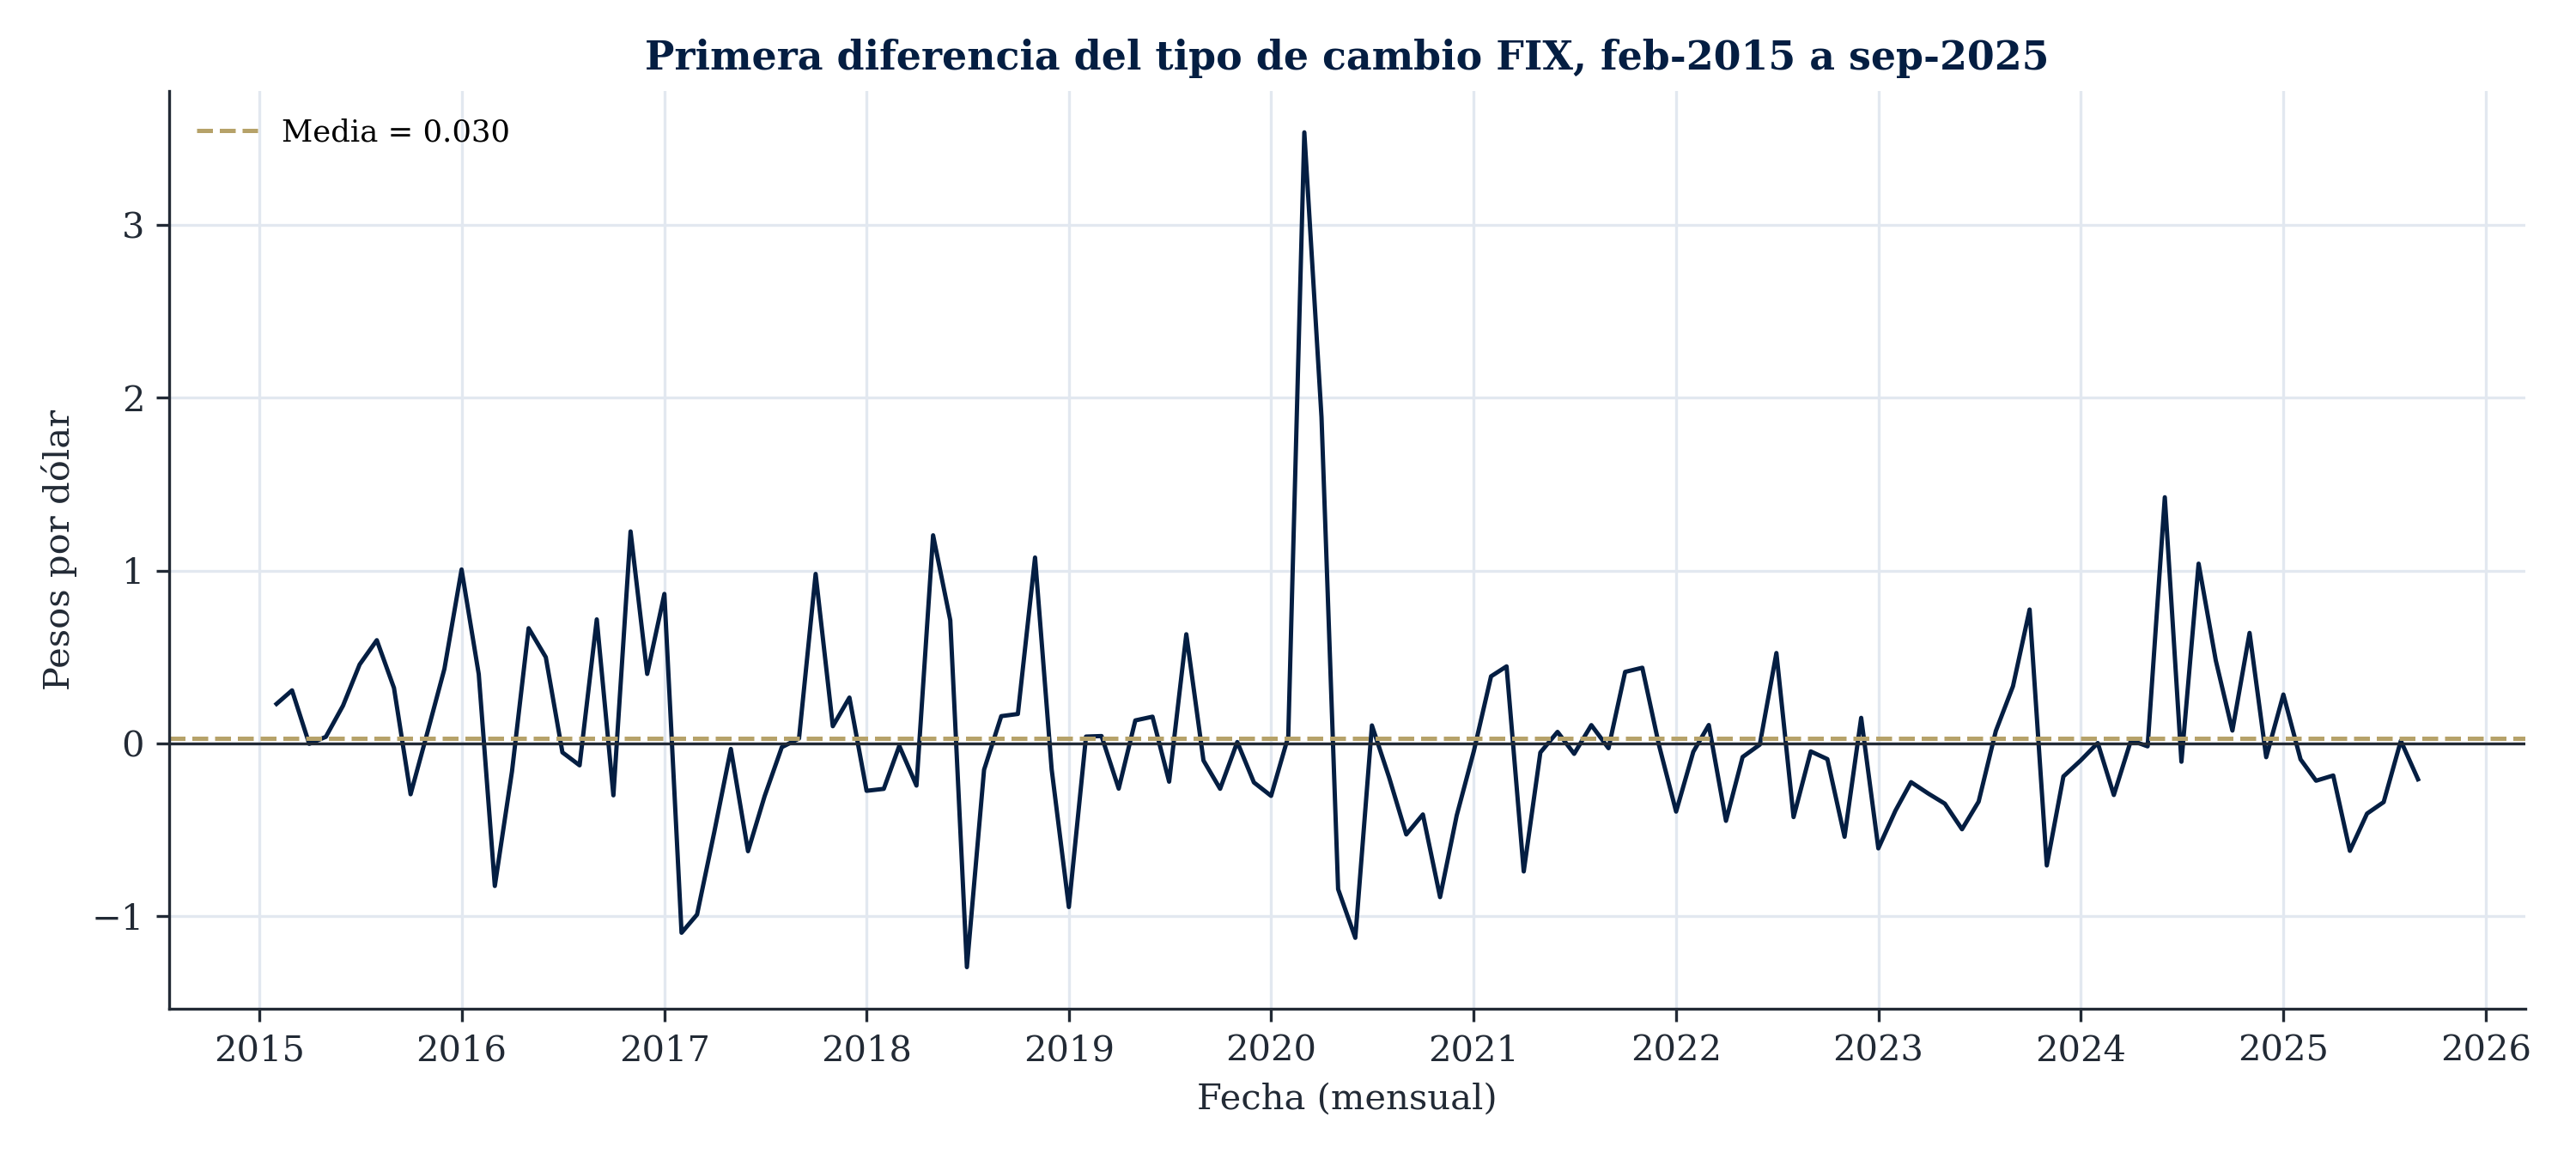 Primera diferencia del tipo de cambio FIX, feb-2015 a sep-2025
Media = 0.030
Pesos por dólar
3
2
1
0
−1
2015 2016 2017 2018 2019 2020 2021 2022 2023 2024 2025 2026
Fecha (mensual)